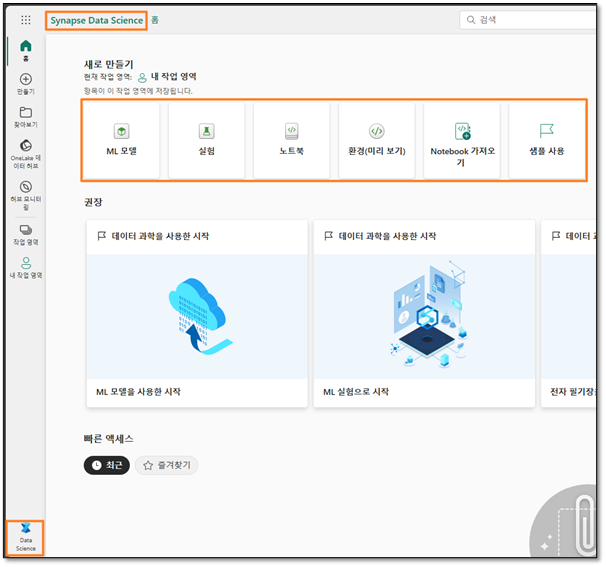 Synapse Data Science 홈
검색
홈
만들기
찾아보기
OneLake 데
이터 허브
허브 모니터
링
작업 영역
내 작업 영역
Data
Science
새로 만들기
현재 작업 영역: 내 작업 영역
항목이 이 작업 영역에 저장됩니다.
ML 모델
실험
노트북
환경(미리 보기)
Notebook 가져오
기
샘플 사용
권장
데이터 과학을 사용한 시작
데이터 과학을 사용한 시작
데이터 과
ML 모델을 사용한 시작
ML 실험으로 시작
전자 필기장을
빠른 액세스
최근
즐겨찾기